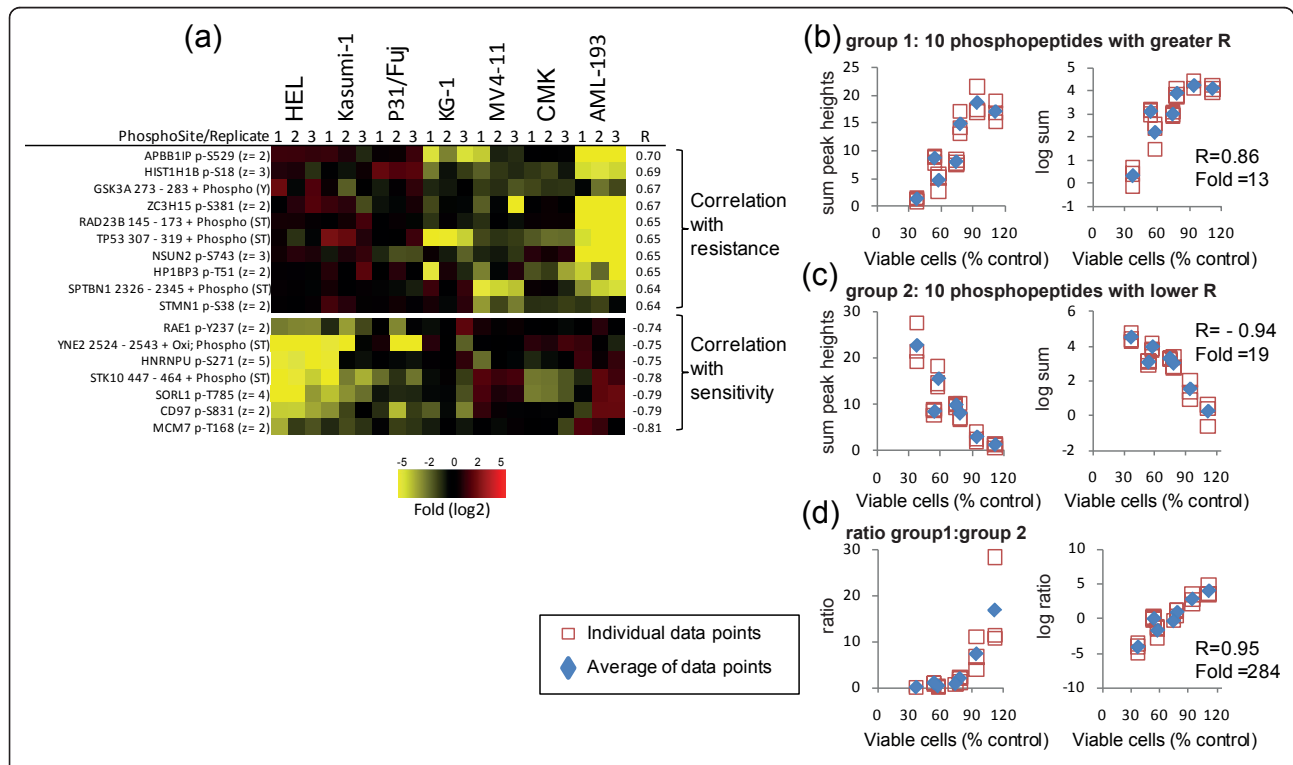 (a)
HEL
Kasumi-1
P31/Fuj
KG-1
MV4-11
CMK
AML-193
PhosphoSite/Replicate 1 2 3 1 2 3 1 2 3 1 2 3 1 2 3 1 2 3 1 2 3 R
APBB1IP p-S529 (z= 2) 0.70
HIST1H1B p-S18 (z= 3) 0.69
GSK3A 273 - 283 + Phospho (Y) 0.67
ZC3H15 p-S381 (z= 2) 0.67
RAD23B 145 - 173 + Phospho (ST) 0.65
TP53 307 - 319 + Phospho (ST) 0.65
NSUN2 p-S743 (z= 3) 0.65
HP1BP3 p-T51 (z= 2) 0.65
SPTBN1 2326 - 2345 + Phospho (ST) 0.64
STMN1 p-S38 (z= 2) 0.64
Correlation
with
resistance
RAE1 p-Y237 (z= 2) -0.74
YNE2 2524 - 2543 + Oxi; Phospho (ST) -0.75
HNRNPU p-S271 (z= 5) -0.75
STK10 447 - 464 + Phospho (ST) -0.78
SORL1 p-T785 (z= 4) -0.79
CD97 p-S831 (z= 2) -0.79
MCM7 p-T168 (z= 2) -0.81
Correlation
with
sensitivity
-5 -2 0 2 5
Fold (log2)
Individual data points
Average of data points
(b) group 1: 10 phosphopeptides with greater R
sum peak heights
25
20
15
10
5
0
0 30 60 90 120
Viable cells (% control)
log sum
5
4
3
2
1
0
-1
R=0.86
Fold =13
0 30 60 90 120
Viable cells (% control)
(c) group 2: 10 phosphopeptides with lower R
sum peak heights
30
20
10
0
0 30 60 90 120
Viable cells (% control)
log sum
6
4
2
0
-2
R= - 0.94
Fold =19
0 30 60 90 120
Viable cells (% control)
(d) ratio group1:group 2
ratio
30
20
10
0
0 30 60 90 120
Viable cells (% control)
log ratio
10
5
0
-5
-10
R=0.95
Fold =284
0 30 60 90 120
Viable cells (% control)